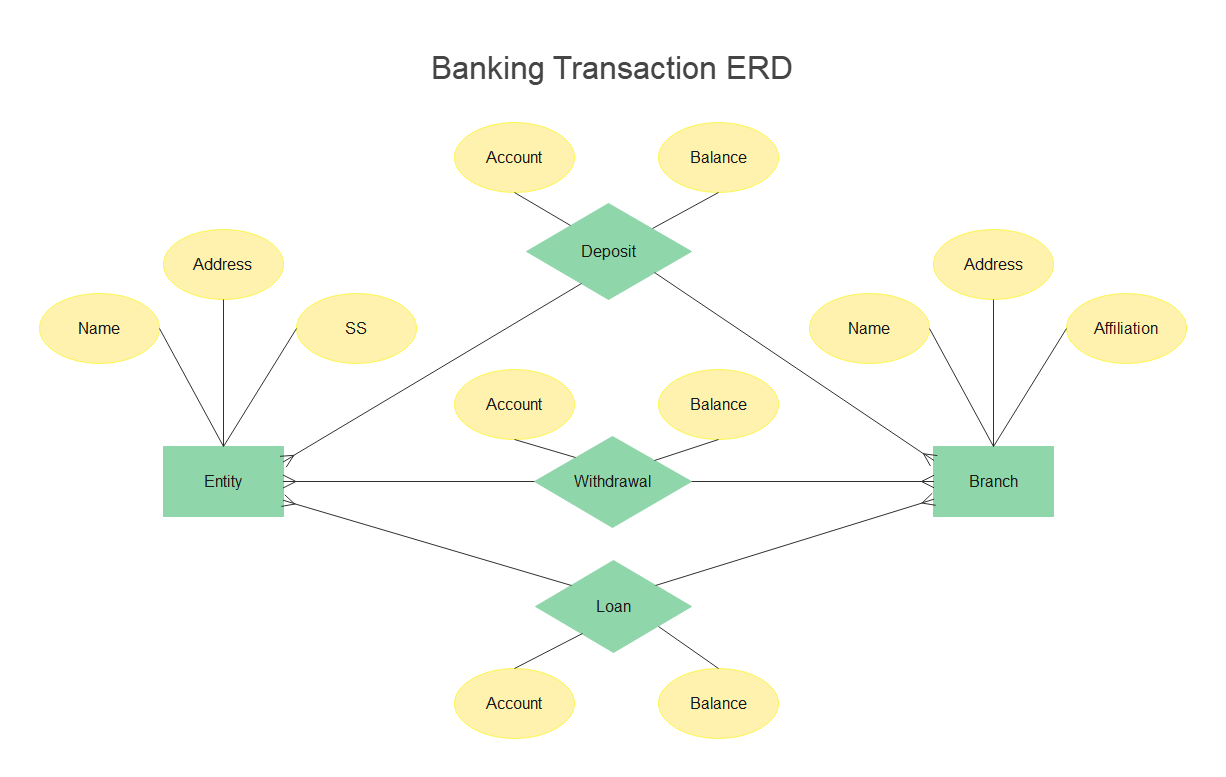 Banking Transaction ERD
Account
Balance
Deposit
Address
Address
Name
SS
Name
Affiliation
Account
Balance
Entity
Withdrawal
Branch
Loan
Account
Balance